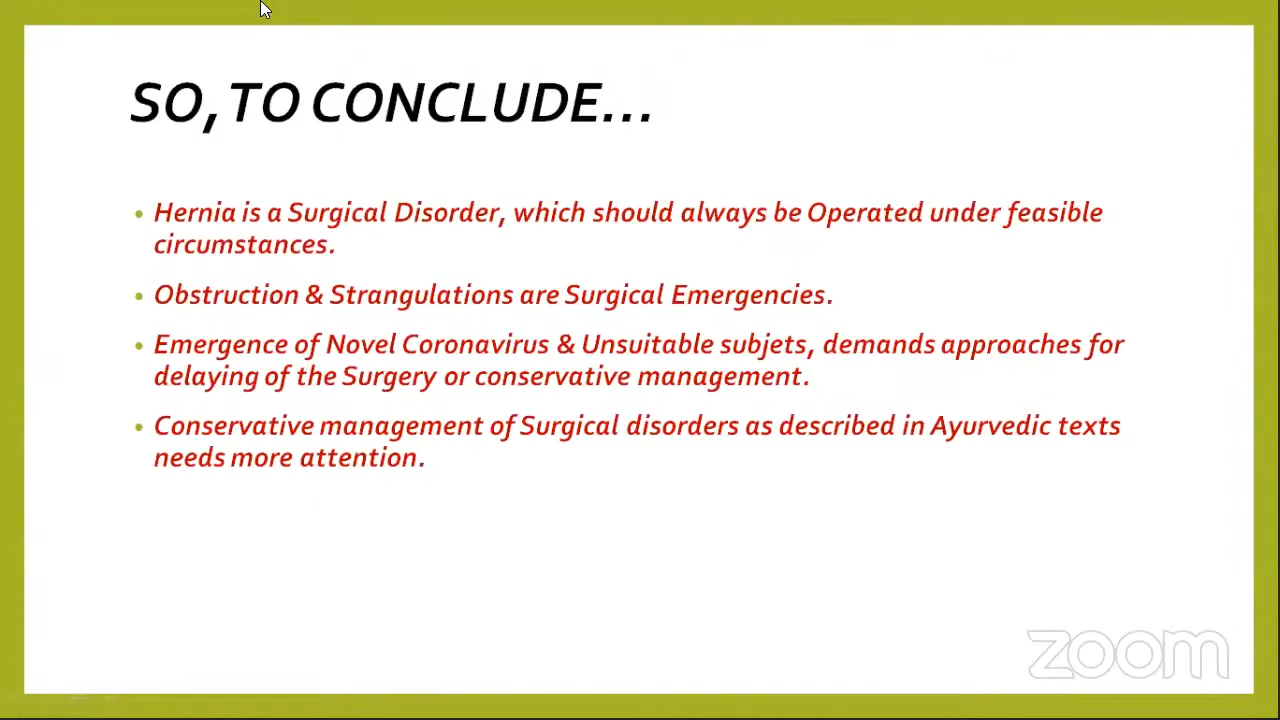 SO, TO CONCLUDE...
• Hernia is a Surgical Disorder, which should always be Operated under feasible
circumstances.
• Obstruction & Strangulations are Surgical Emergencies.
• Emergence of Novel Coronavirus & Unsuitable subjets, demands approaches for
delaying of the Surgery or conservative management.
• Conservative management of Surgical disorders as described in Ayurvedic texts
needs more attention.
zoom